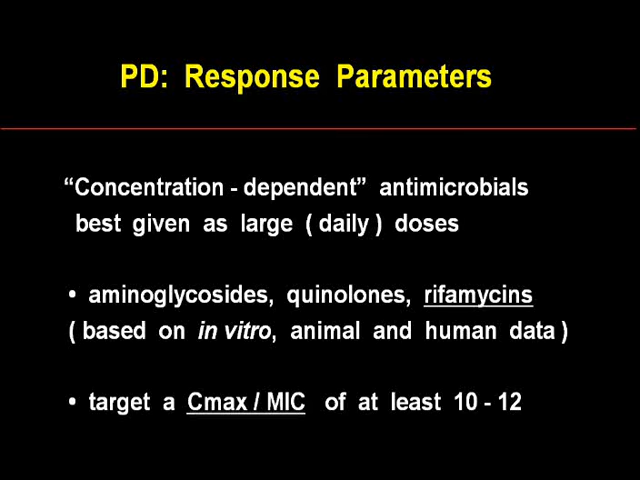 PD: Response Parameters
“Concentration - dependent” antimicrobials
best given as large ( daily ) doses
• aminoglycosides, quinolones, rifamycins
( based on in vitro, animal and human data )
• target a Cmax / MIC of at least 10 - 12